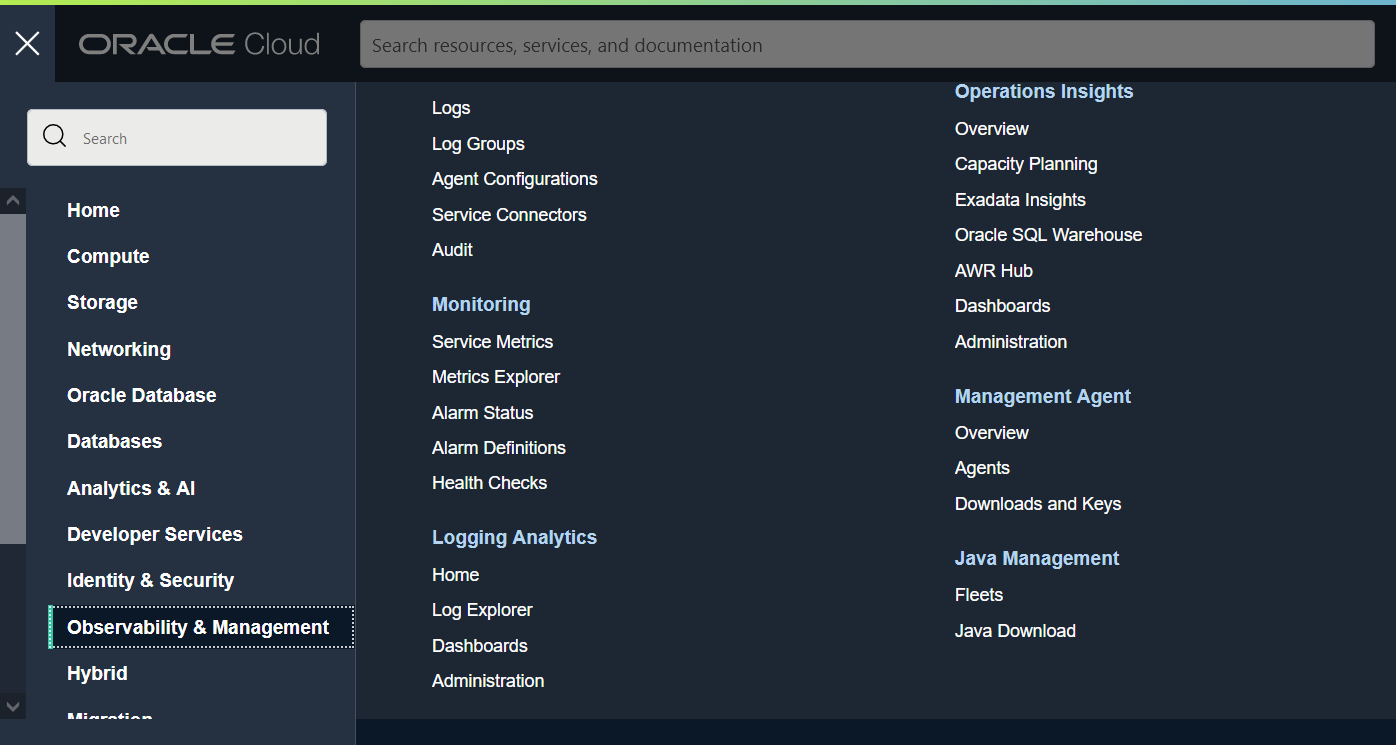 ORACLE Cloud
Search resources, services, and documentation
Search
Home
Compute
Storage
Networking
Oracle Database
Databases
Analytics & AI
Developer Services
Identity & Security
Observability & Management
Hybrid
Migration
Logs
Log Groups
Agent Configurations
Service Connectors
Audit
Monitoring
Service Metrics
Metrics Explorer
Alarm Status
Alarm Definitions
Health Checks
Logging Analytics
Home
Log Explorer
Dashboards
Administration
Operations Insights
Overview
Capacity Planning
Exadata Insights
Oracle SQL Warehouse
AWR Hub
Dashboards
Administration
Management Agent
Overview
Agents
Downloads and Keys
Java Management
Fleets
Java Download